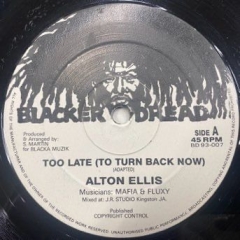 BLACKER DREAD
Produced
& Arranged by:
S. MARTIN
for BLACKA MUZIK
SIDE A
45 RPM
BD 93-007
TOO LATE (TO TURN BACK NOW)
(ADAPTED)
ALTON ELLIS
Musicians: MAFIA & FLUXY
Mixed at: J.R. STUDIO Kingston JA.
Published
COPYRIGHT CONTROL